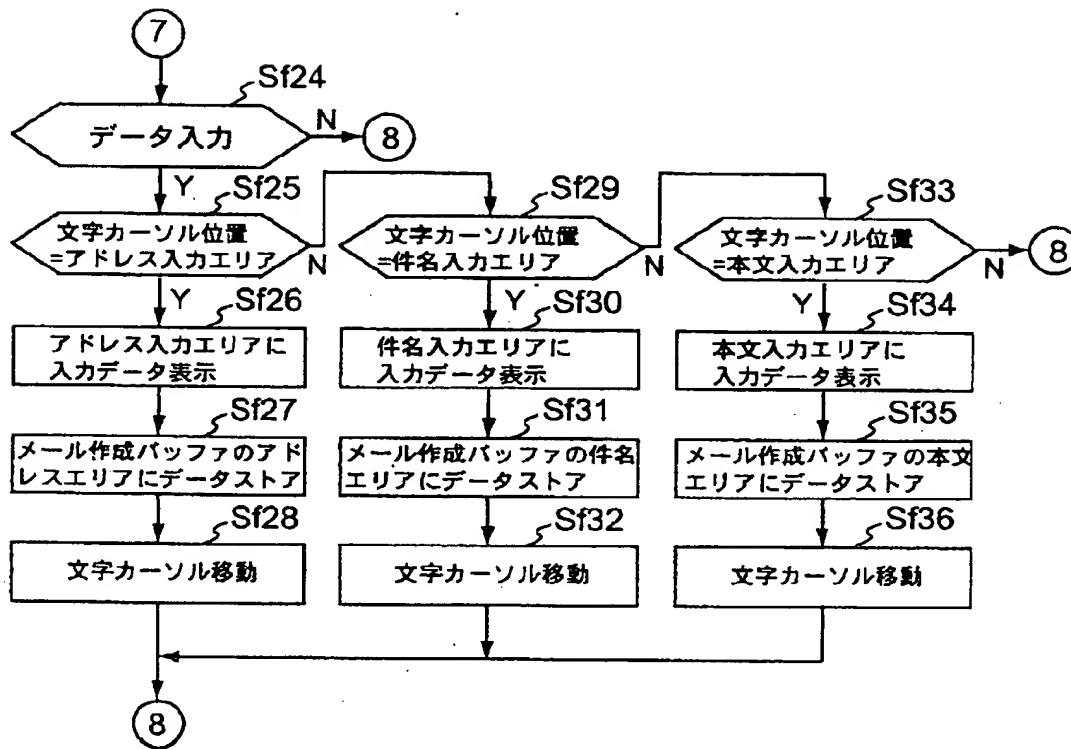 7
Sf24
データ入力
N
8
Y
Sf25
文字カーソル位置
=アドレス入力エリア
N
Y
Sf26
アドレス入力エリアに
入力データ表示
Sf27
メール作成バッファのアド
レスエリアにデータストア
Sf28
文字カーソル移動
Sf29
文字カーソル位置
=件名入力エリア
N
Y
Sf30
件名入力エリアに
入力データ表示
Sf31
メール作成バッファの件名
エリアにデータストア
Sf32
文字カーソル移動
Sf33
文字カーソル位置
=本文入力エリア
N
8
Y
Sf34
本文入力エリアに
入力データ表示
Sf35
メール作成バッファの本文
エリアにデータストア
Sf36
文字カーソル移動
8